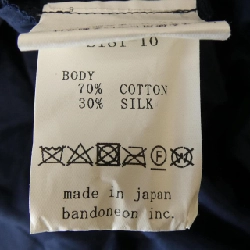 BODY
70% COTTON
30% SILK
made in japan
bandoneon inc.